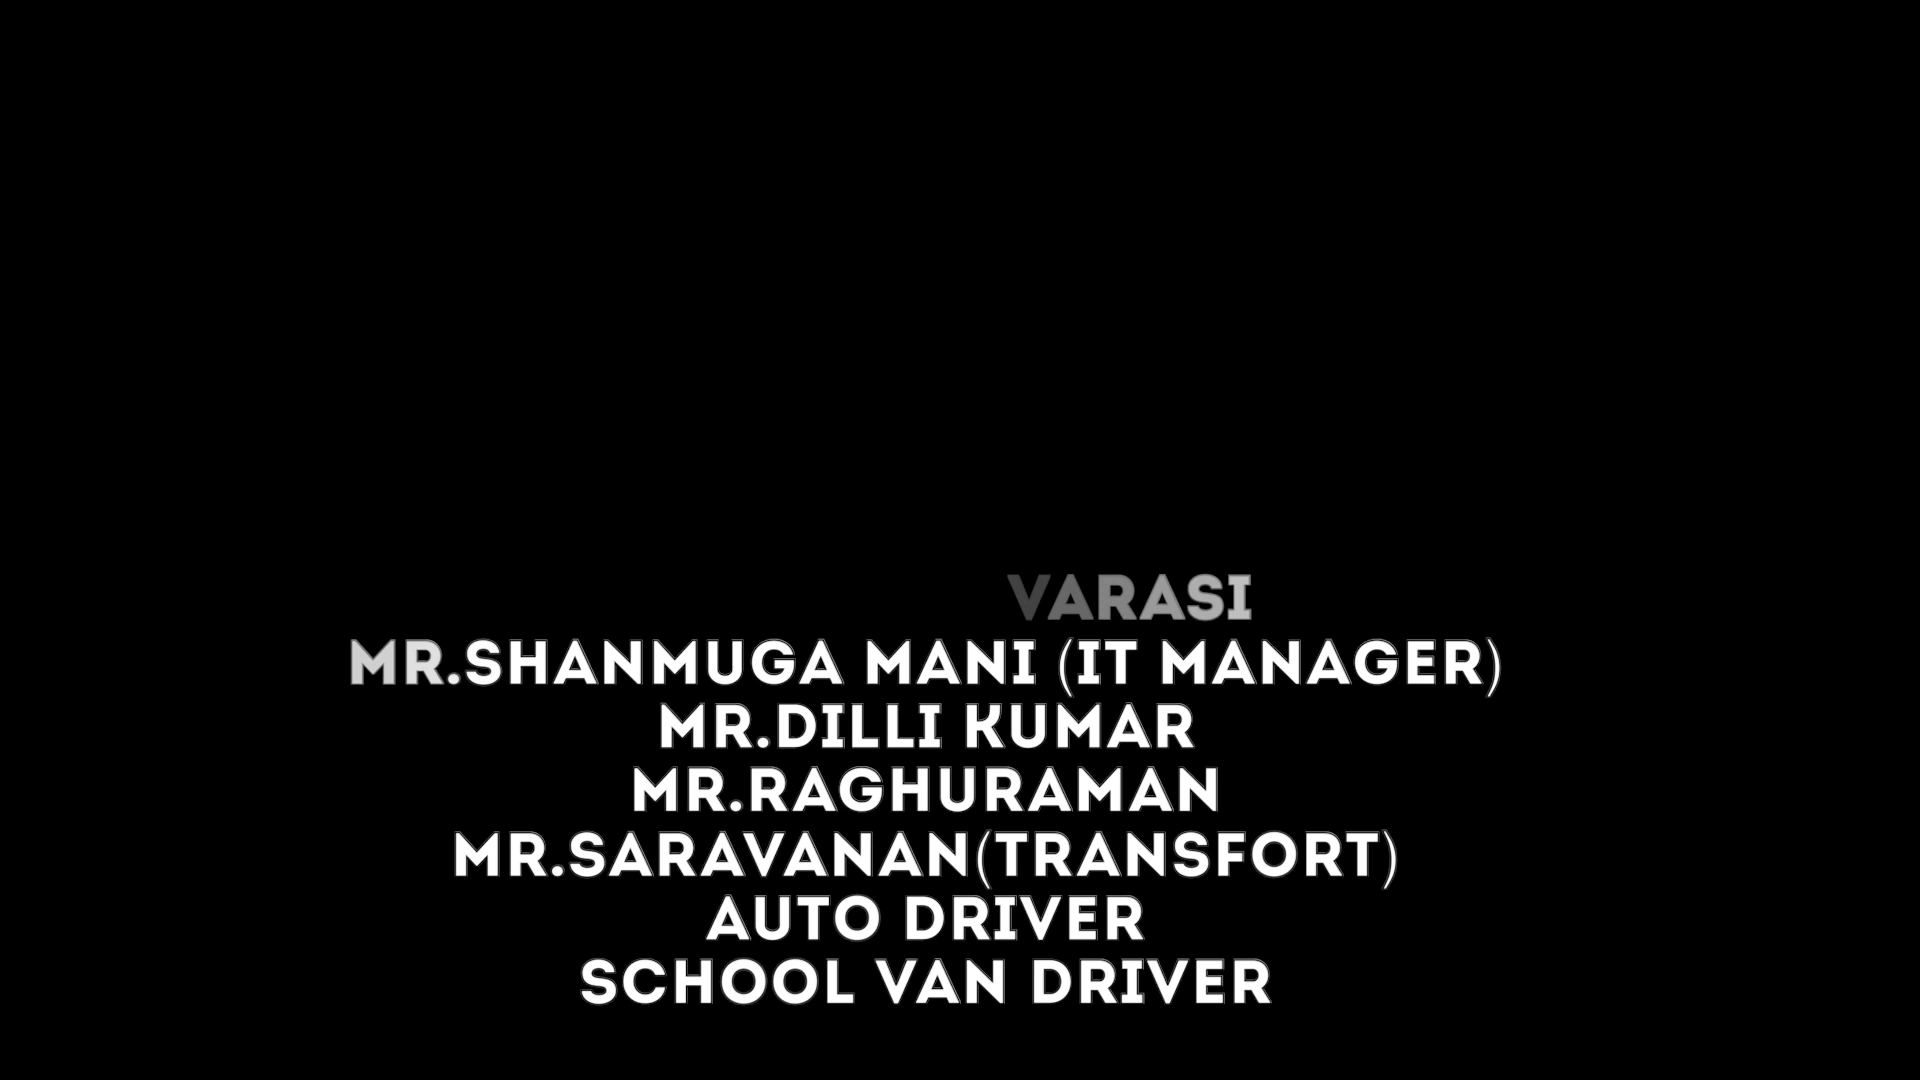 VARASI
MR.SHANMUGA MANI (IT MANAGER)
MR.DILLI KUMAR
MR.RAGHURAMAN
MR.SARAVANAN(TRANSFORT)
AUTO DRIVER
SCHOOL VAN DRIVER